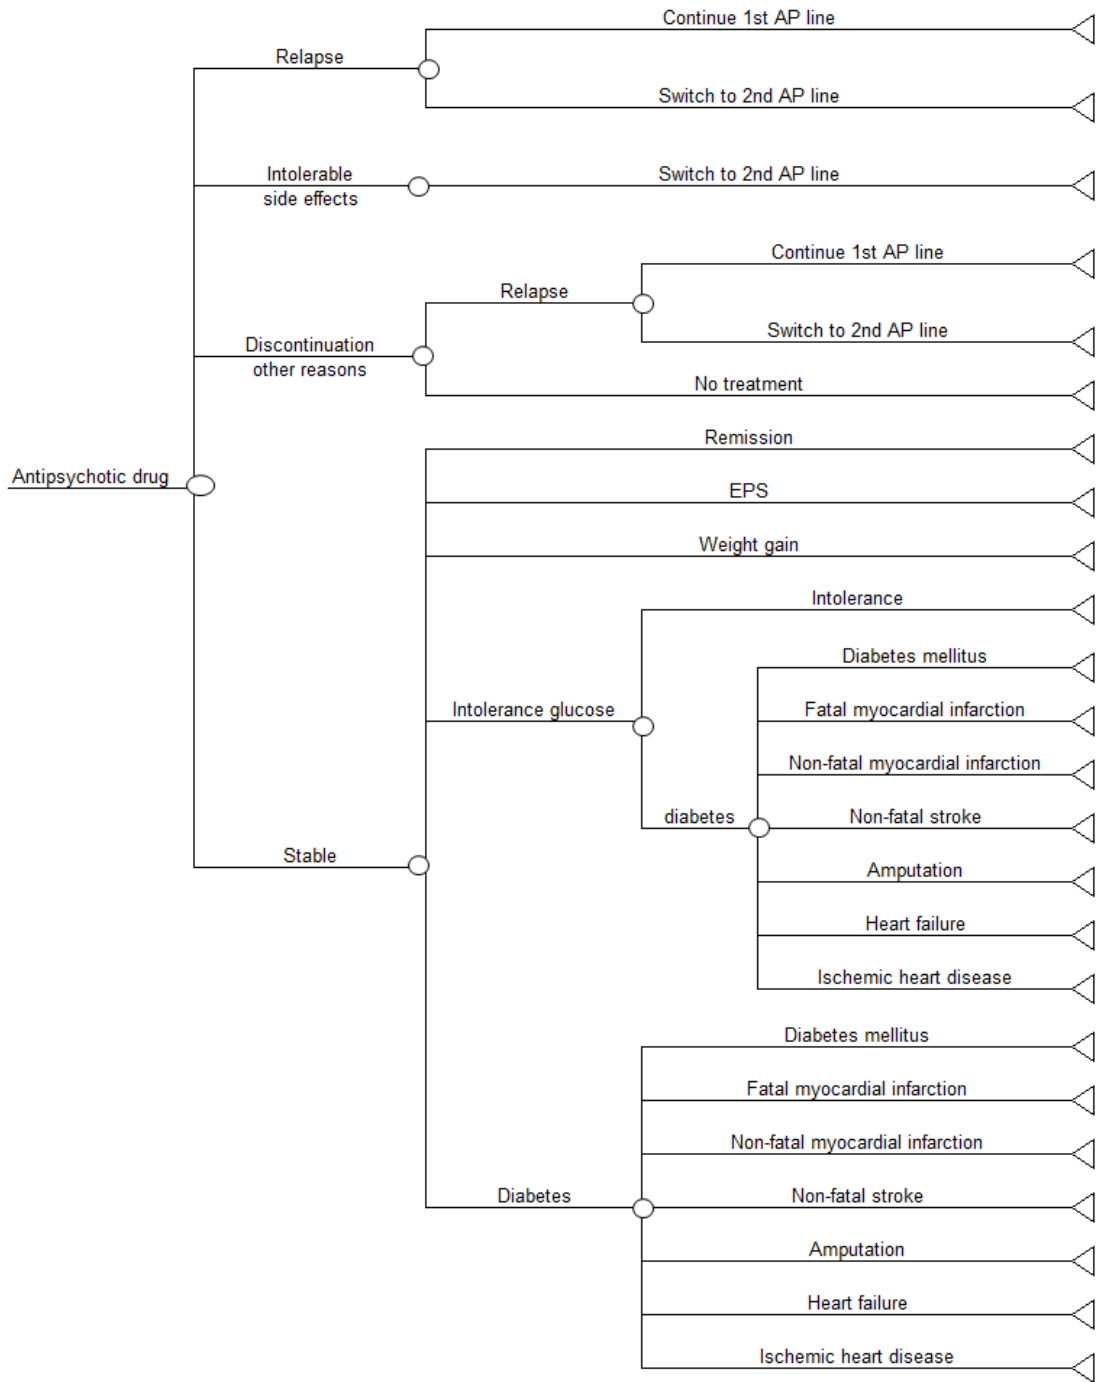 Continue 1st AP line
Relapse
Switch to 2nd AP line
Intolerable
side effects
Switch to 2nd AP line
Continue 1st AP line
Relapse
Switch to 2nd AP line
Discontinuation
other reasons
No treatment
Remission
Antipsychotic drug
EPS
Weight gain
Intolerance
Diabetes mellitus
Intolerance glucose
Fatal myocardial infarction
Non-fatal myocardial infarction
diabetes
Non-fatal stroke
Stable
Amputation
Heart failure
Ischemic heart disease
Diabetes mellitus
Fatal myocardial infarction
Non-fatal myocardial infarction
Diabetes
Non-fatal stroke
Amputation
Heart failure
Ischemic heart disease